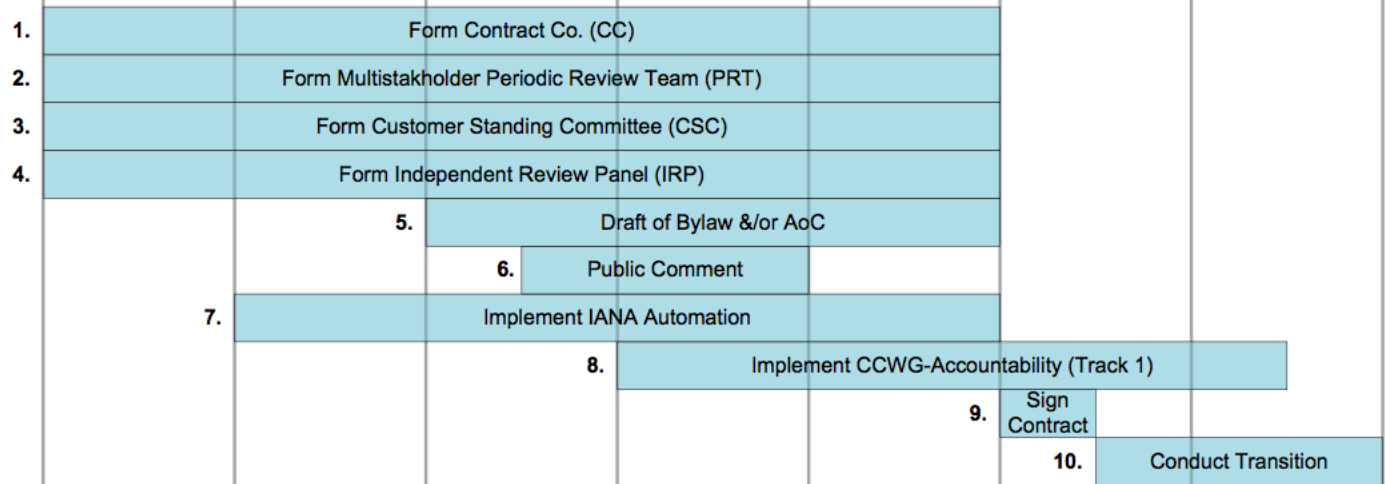 1. Form Contract Co. (CC)
2. Form Multistakholder Periodic Review Team (PRT)
3. Form Customer Standing Committee (CSC)
4. Form Independent Review Panel (IRP)
5. Draft of Bylaw &/or AoC
6. Public Comment
7. Implement IANA Automation
8. Implement CCWG-Accountability (Track 1)
9. Sign
Contract
10. Conduct Transition